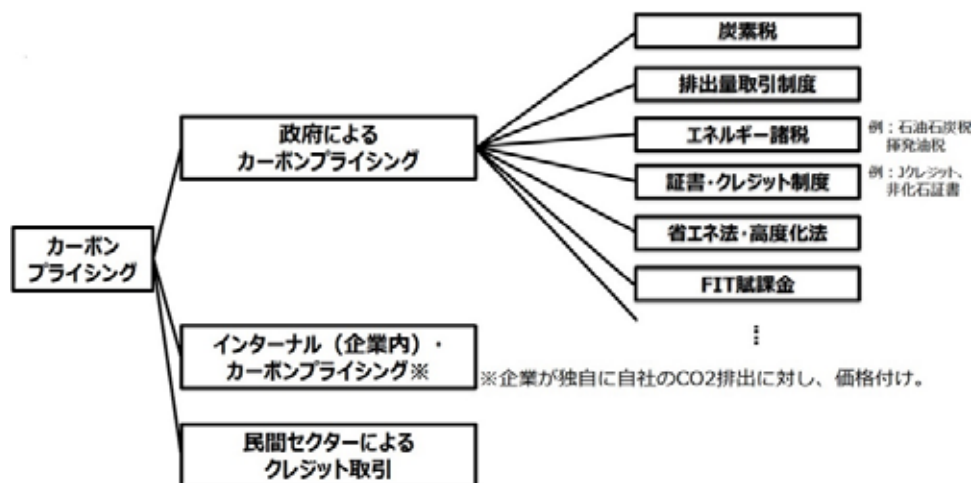 炭素税
排出量取引制度
政府による
カーボンプライシング
エネルギー諸税
例：石油石炭税
揮発油税
証書・クレジット制度
例：Jクレジット、
非化石証書
省エネ法・高度化法
カーボン
プライシング
FIT賦課金
インターナル（企業内）・
カーボンプライシング※
※企業が独自に自社のCO2排出に対し、価格付け。
民間セクターによる
クレジット取引